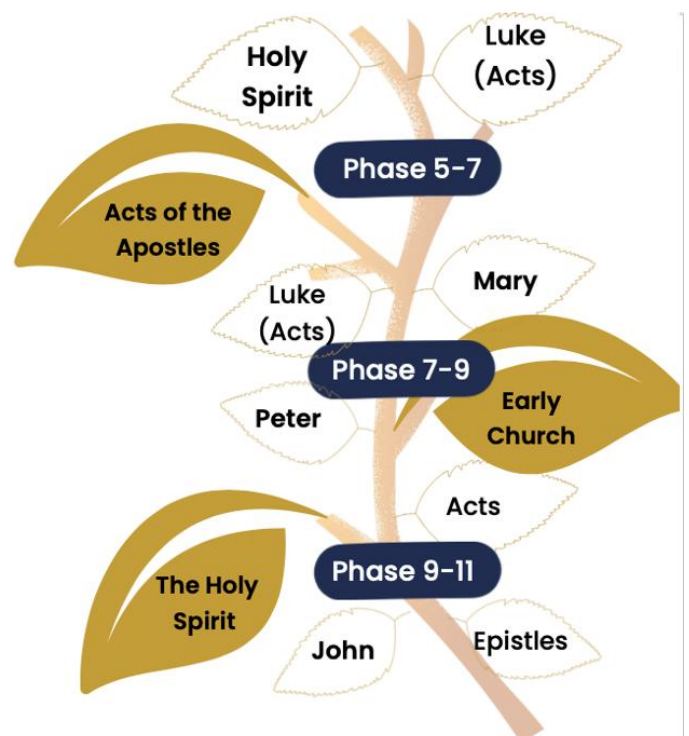 Holy
Spirit
Luke
(Acts)
Phase 5-7
Acts of the
Apostles
Luke
(Acts)
Mary
Phase 7-9
Peter
Early
Church
Acts
Phase 9-11
The Holy
Spirit
John
Epistles